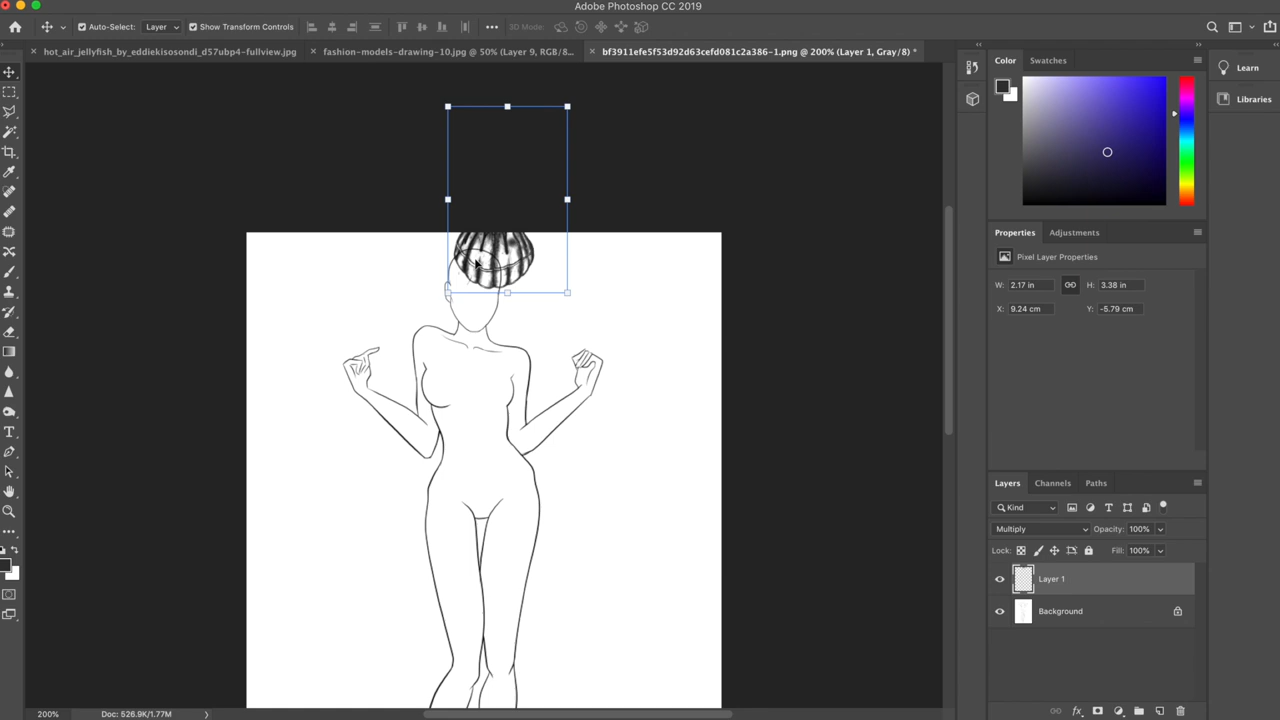 Adobe Photoshop CC 2019
Auto-Select: Layer Show Transform Controls 3D Mode:
hot_air_jellyfish_by_eddiekisosondi_d57ubp4-fullview.jpg
fashion-models-drawing-10.jpg @ 50% (Layer 9, RGB/8...
bf3911efe5f53d92d63cefd081c2a386-1.png @ 200% (Layer 1, Gray/8) *
Color Swatches
Learn
Libraries
Properties Adjustments
Pixel Layer Properties
W: 2.17 in H: 3.38 in
X: 9.24 cm Y: -5.79 cm
Layers Channels Paths
Kind
Multiply Opacity: 100%
Lock: Fill: 100%
Layer 1
Background
200% Doc: 526.9K/1.77M